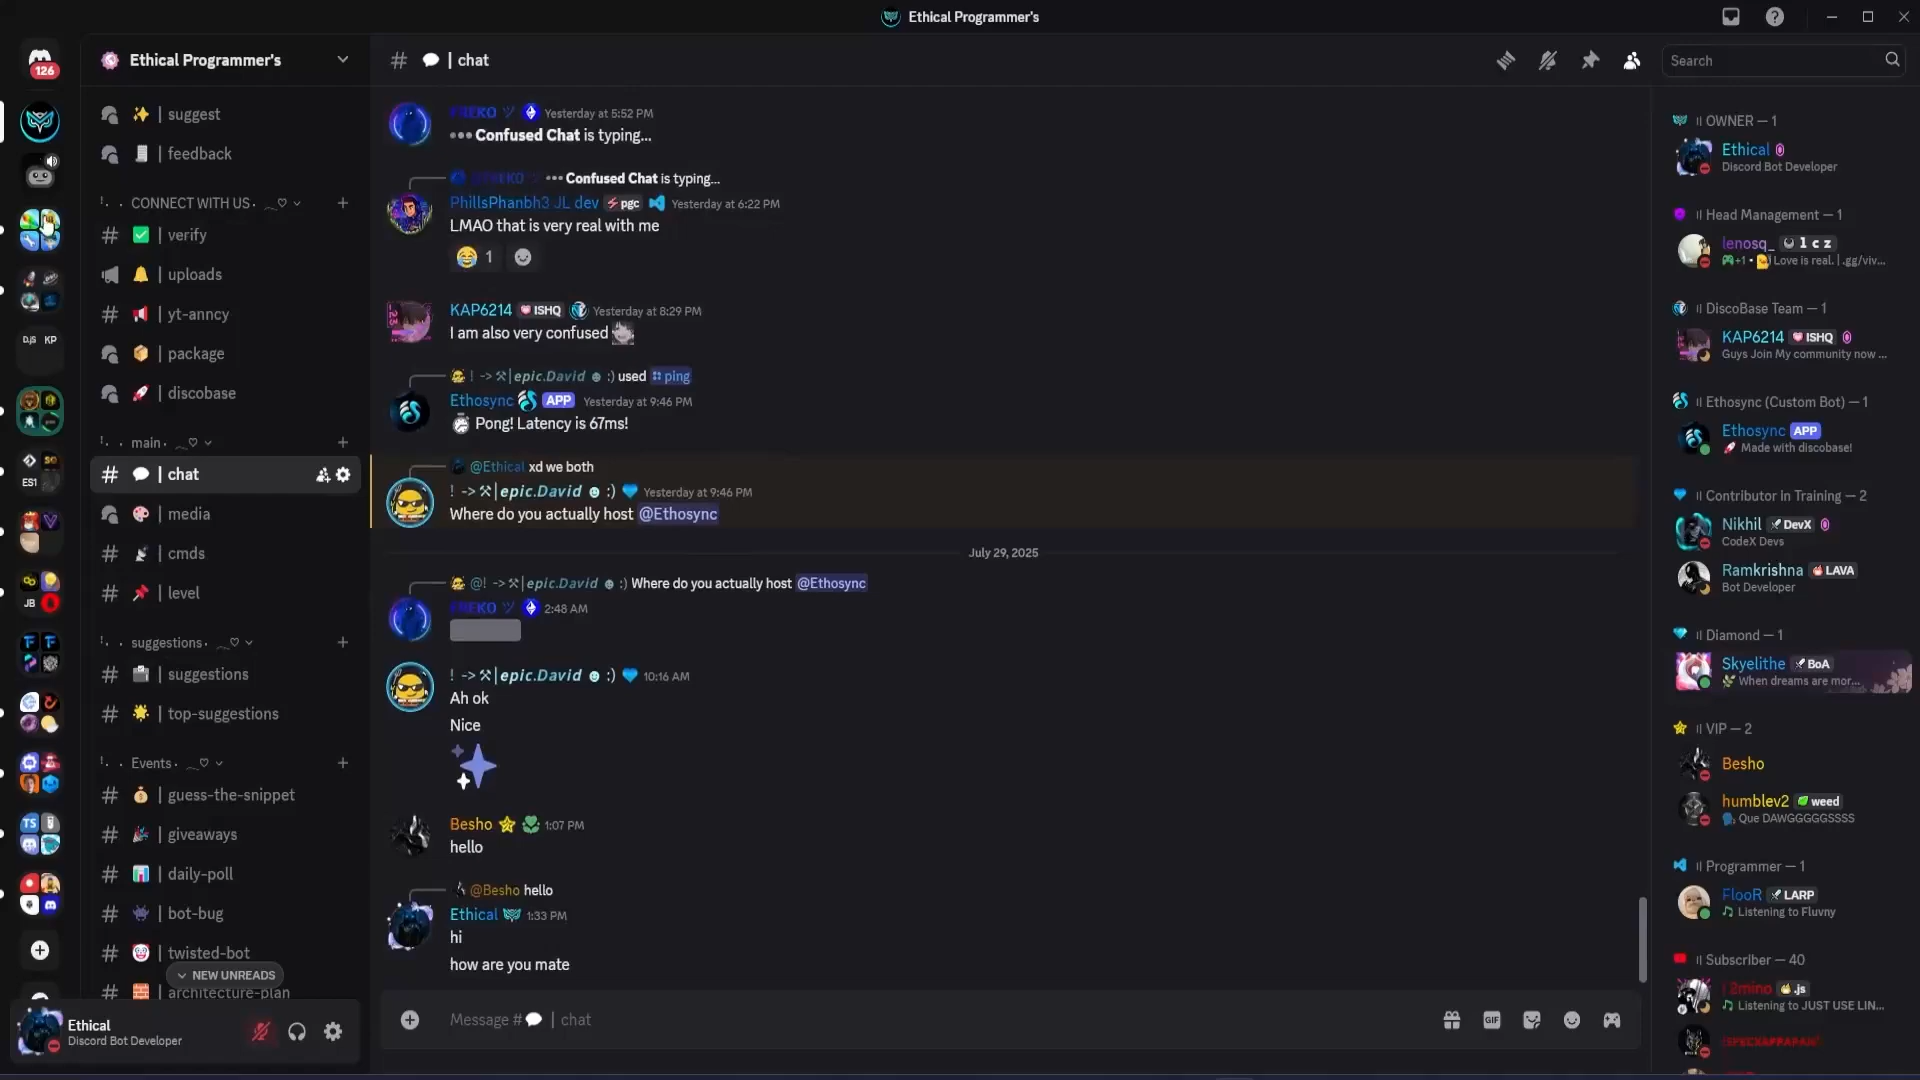 Ethical Programmer's
126
Ethical Programmer's
✨ | suggest
| feedback
CONNECT WITH US
✅ | verify
🔔 | uploads
📢 | yt-anncy
📦 | package
🚀 | discobase
main
💬 | chat
🎨 | media
| cmds
📌 | level
suggestions
| suggestions
🌟 | top-suggestions
Events
💰 | guess-the-snippet
🎉 | giveaways
📊 | daily-poll
👾 | bot-bug
| twisted-bot
NEW UNREADS
🧱 | architecture-plan
DJS KP
ES1
JB
TS
Ethical
Discord Bot Developer
# 💬 | chat
Search
Yesterday at 5:52 PM
••• Confused Chat is typing...
••• Confused Chat is typing...
PhillsPhanbh3 JL dev pgc Yesterday at 6:22 PM
LMAO that is very real with me
😂 1
KAP6214 ISHQ Yesterday at 8:29 PM
I am also very confused
! -> ⚒|epic.David ☻ :) used ping
Ethosync APP Yesterday at 9:46 PM
⏱ Pong! Latency is 67ms!
@Ethical xd we both
! -> ⚒|epic.David ☻ :) 💙 Yesterday at 9:46 PM
Where do you actually host @Ethosync
July 29, 2025
@! -> ⚒|epic.David ☻ :) Where do you actually host @Ethosync
2:48 AM
! -> ⚒|epic.David ☻ :) 💙 10:16 AM
Ah ok
Nice
Besho 1:07 PM
hello
@Besho hello
Ethical 1:33 PM
hi
how are you mate
Message #💬 | chat
GIF
OWNER — 1
Ethical
Discord Bot Developer
Head Management — 1
lenosq_ l c z
+1 • Love is real. | .gg/viv...
DiscoBase Team — 1
KAP6214 ISHQ
Guys Join My community now ...
Ethosync (Custom Bot) — 1
Ethosync APP
🚀 Made with discobase!
Contributor in Training — 2
Nikhil DevX
CodeX Devs
Ramkrishna LAVA
Bot Developer
Diamond — 1
Skyelithe BoA
🌿 When dreams are mor...
VIP — 2
Besho
humblev2 weed
Que DAWGGGGGSSSS
Programmer — 1
FlooR LARP
Listening to Fluvny
Subscriber — 40
.js
Listening to JUST USE LIN...